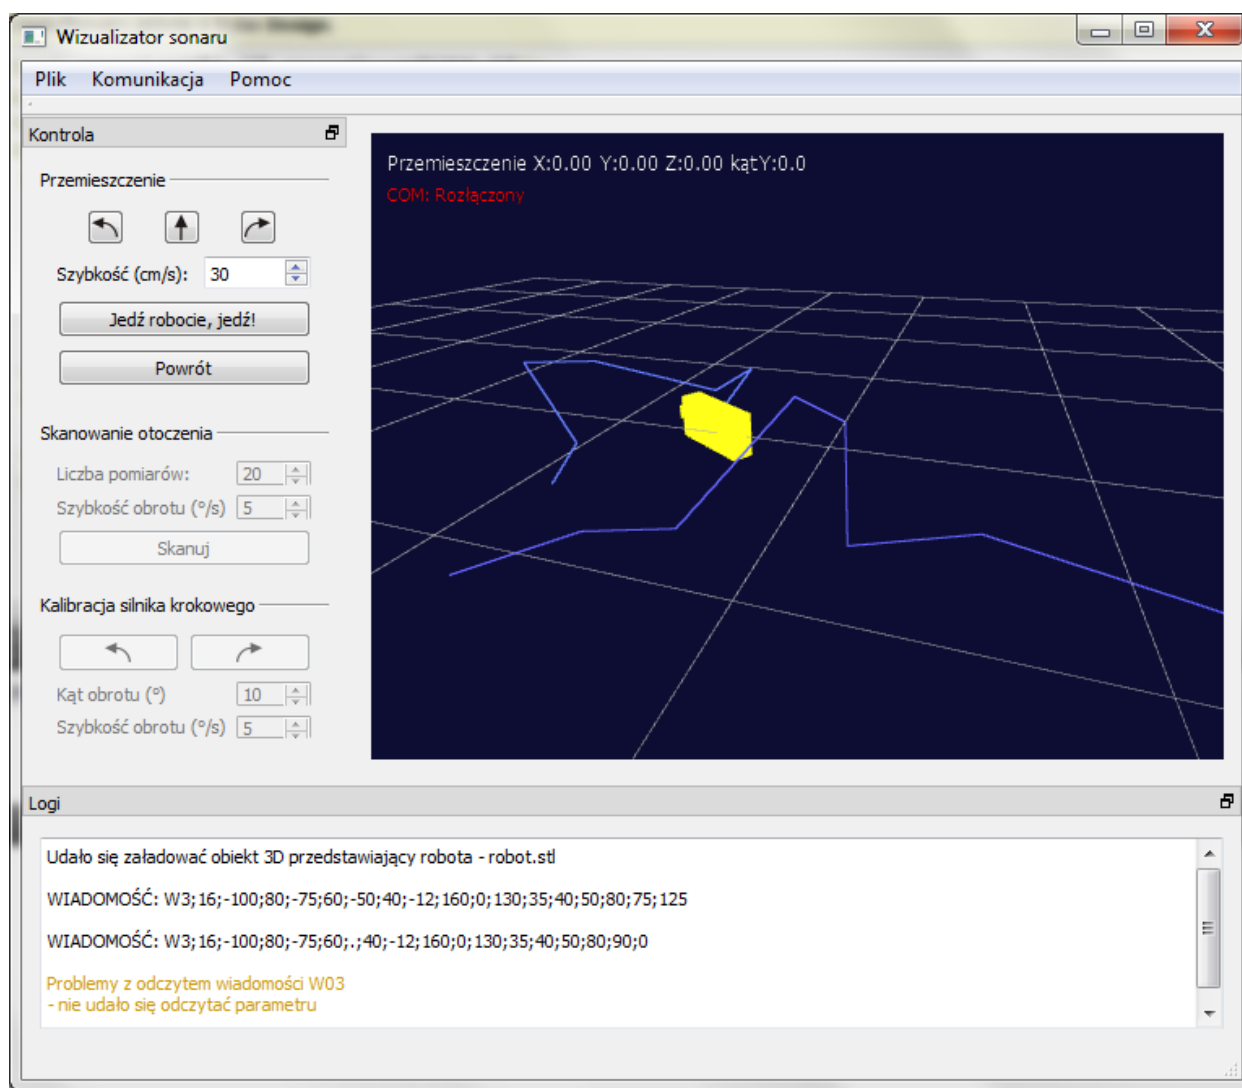 Wizualizator sonaru
Plik Komunikacja Pomoc
Kontrola
Przemieszczenie
Szybkość (cm/s): 30
Jedź robocie, jedź!
Powrót
Skanowanie otoczenia
Liczba pomiarów: 20
Szybkość obrotu (°/s) 5
Skanuj
Kalibracja silnika krokowego
Kąt obrotu (°) 10
Szybkość obrotu (°/s) 5
Przemieszczenie X:0.00 Y:0.00 Z:0.00 kątY:0.0
COM: Rozłączony
Logi
Udało się załadować obiekt 3D przedstawiający robota - robot.stl
WIADOMOŚĆ: W3;16;-100;80;-75;60;-50;40;-12;160;0;130;35;40;50;80;75;125
WIADOMOŚĆ: W3;16;-100;80;-75;60;.;40;-12;160;0;130;35;40;50;80;90;0
Problemy z odczytem wiadomości W03
- nie udało się odczytać parametru